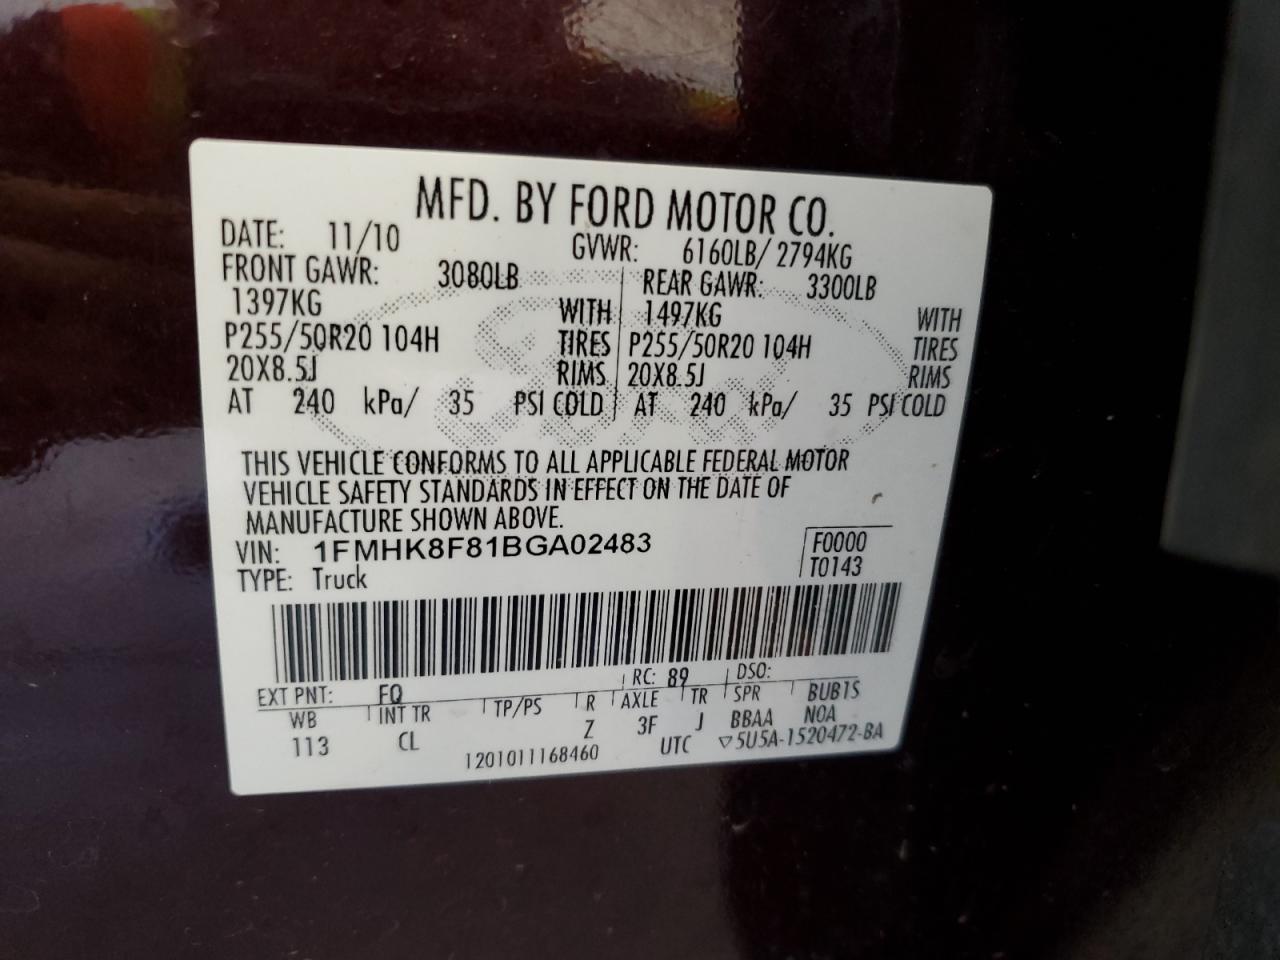 MFD. BY FORD MOTOR CO.
DATE: 11/10 GVWR: 6160LB/ 2794KG
FRONT GAWR: 3080LB REAR GAWR: 3300LB
1397KG WITH 1497KG WITH
P255/50R20 104H TIRES P255/50R20 104H TIRES
20X8.5J RIMS 20X8.5J RIMS
AT 240 kPa/ 35 PSI COLD AT 240 kPa/ 35 PSI COLD
THIS VEHICLE CONFORMS TO ALL APPLICABLE FEDERAL MOTOR
VEHICLE SAFETY STANDARDS IN EFFECT ON THE DATE OF
MANUFACTURE SHOWN ABOVE.
VIN: 1FMHK8F81BGA02483 F0000
TYPE: Truck T0143
EXT PNT: FQ RC: 89 DSO:
WB INT TR TP/PS R AXLE TR SPR BUB1S
113 CL Z 3F J BBAA N0A
1201011168460 UTC ▽5U5A-1520472-BA